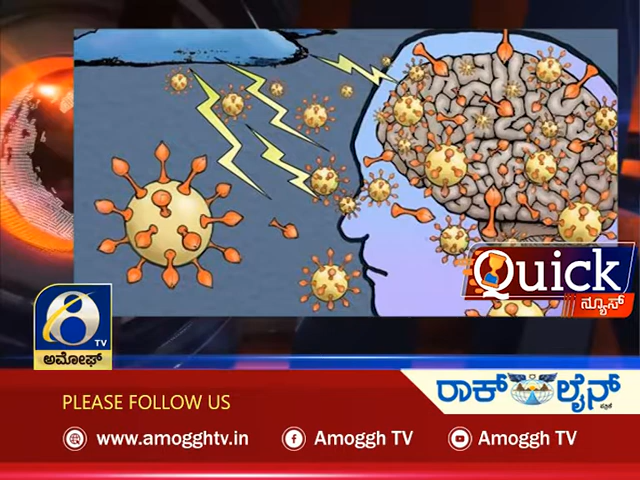 Quick
ನ್ಯೂಸ್
TV
ಅಮೋಘ್
ರಾಕ್ ಲೈನ್
PLEASE FOLLOW US
www.amogghtv.in
Amoggh TV
Amoggh TV